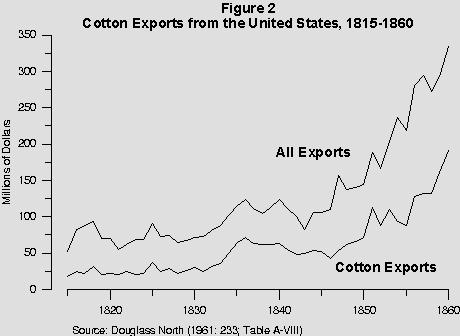 Figure 2
Cotton Exports from the United States, 1815-1860
350
300
250
200
150
100
50
0
Millions of Dollars
All Exports
Cotton Exports
1820 1830 1840 1850 1860
Source: Douglass North (1961: 233; Table A-VIII)